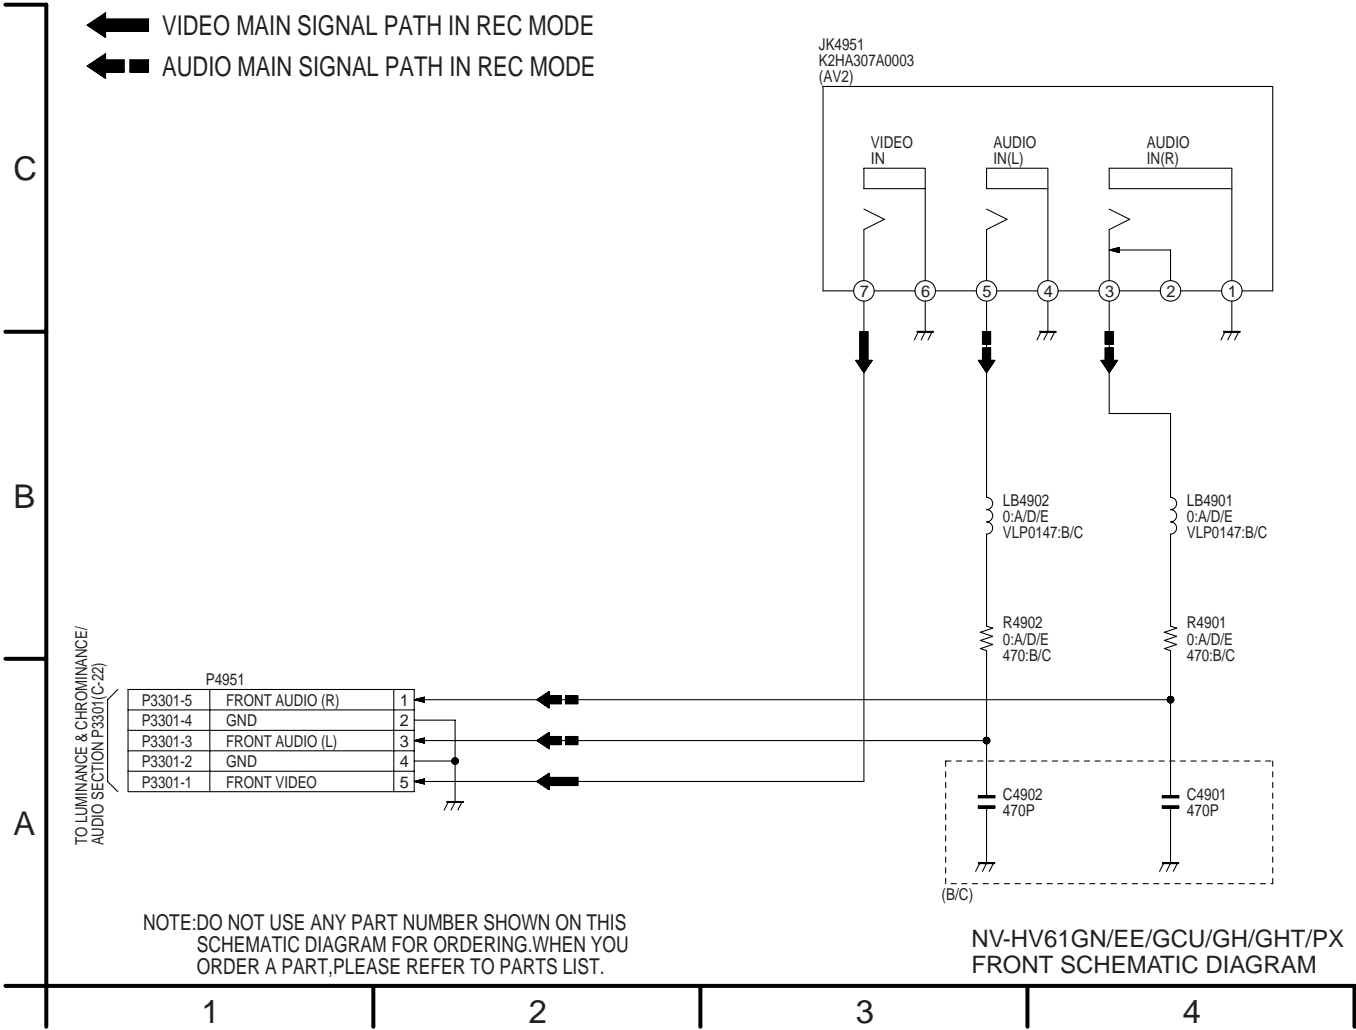 VIDEO MAIN SIGNAL PATH IN REC MODE
AUDIO MAIN SIGNAL PATH IN REC MODE
JK4951
K2HA307A0003
(AV2)
VIDEO
IN
AUDIO
IN(L)
AUDIO
IN(R)
7
6
5
4
3
2
1
C
B
A
LB4902
0:A/D/E
VLP0147:B/C
LB4901
0:A/D/E
VLP0147:B/C
R4902
0:A/D/E
470:B/C
R4901
0:A/D/E
470:B/C
TO LUMINANCE & CHROMINANCE/
AUDIO SECTION P3301(C-22)
P4951
P3301-5 FRONT AUDIO (R) 1
P3301-4 GND 2
P3301-3 FRONT AUDIO (L) 3
P3301-2 GND 4
P3301-1 FRONT VIDEO 5
C4902
470P
C4901
470P
(B/C)
NOTE:DO NOT USE ANY PART NUMBER SHOWN ON THIS
SCHEMATIC DIAGRAM FOR ORDERING.WHEN YOU
ORDER A PART,PLEASE REFER TO PARTS LIST.
NV-HV61GN/EE/GCU/GH/GHT/PX
FRONT SCHEMATIC DIAGRAM
1
2
3
4